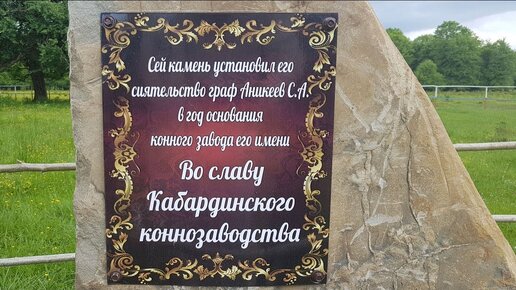 Сей камень установил его
сиятельство граф Аникеев С.А.
в год основания
конного завода его имени
Во славу
Кабардинского
коннозаводства